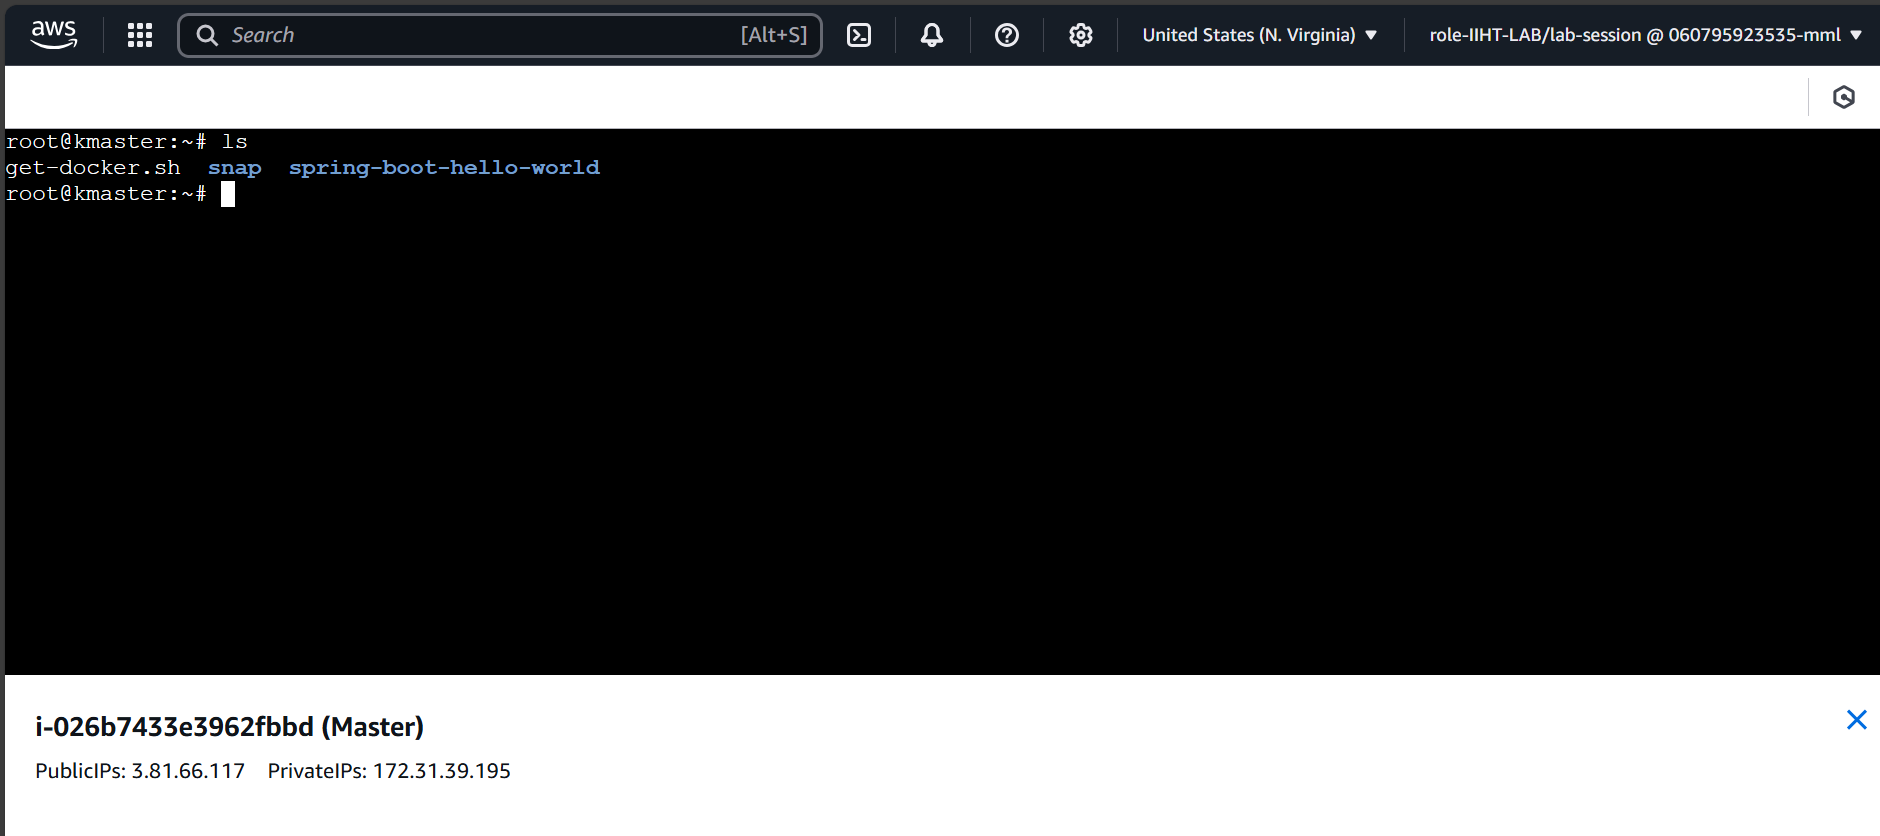 aws
Search [Alt+S]
United States (N. Virginia)
role-IIHT-LAB/lab-session @ 060795923535-mml
root@kmaster:~# ls
get-docker.sh  snap  spring-boot-hello-world
root@kmaster:~#
i-026b7433e3962fbbd (Master)
PublicIPs: 3.81.66.117 PrivateIPs: 172.31.39.195